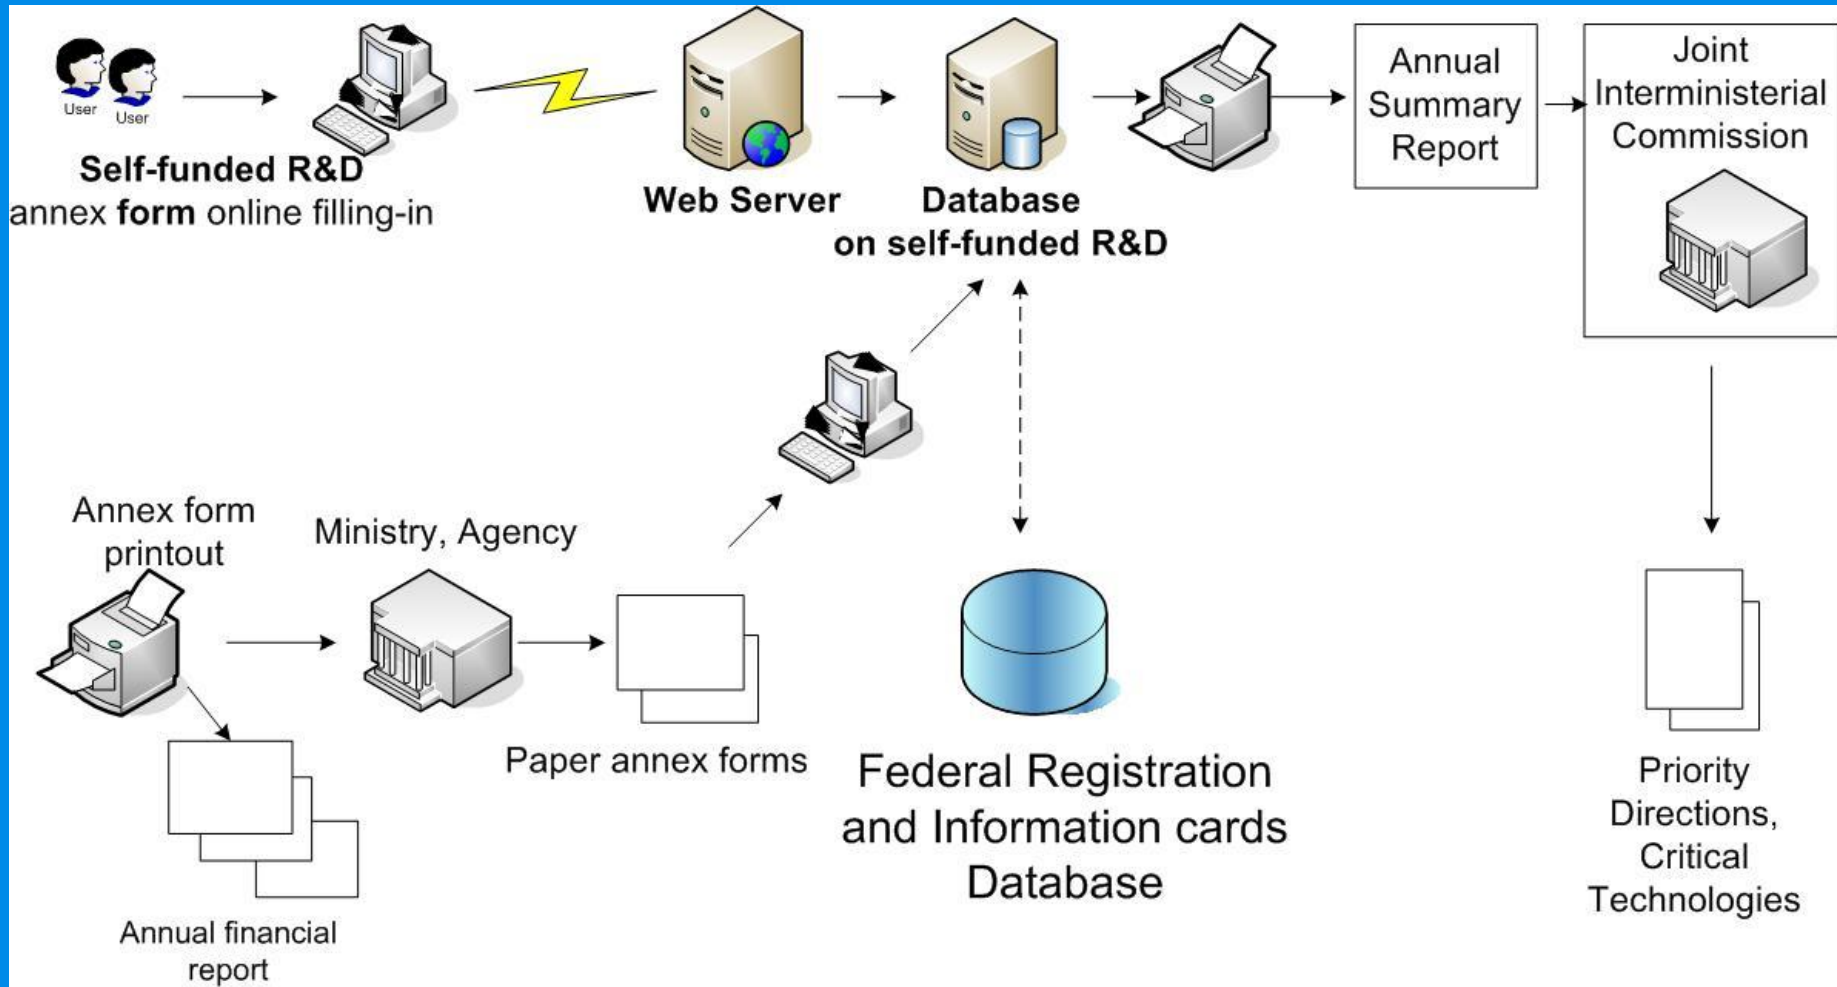 User
User
Self-funded R&D
annex form online filling-in
Web Server
Database
on self-funded R&D
Annual
Summary
Report
Joint
Interministerial
Commission
Annex form
printout
Ministry, Agency
Paper annex forms
Annual financial
report
Federal Registration
and Information cards
Database
Priority
Directions,
Critical
Technologies